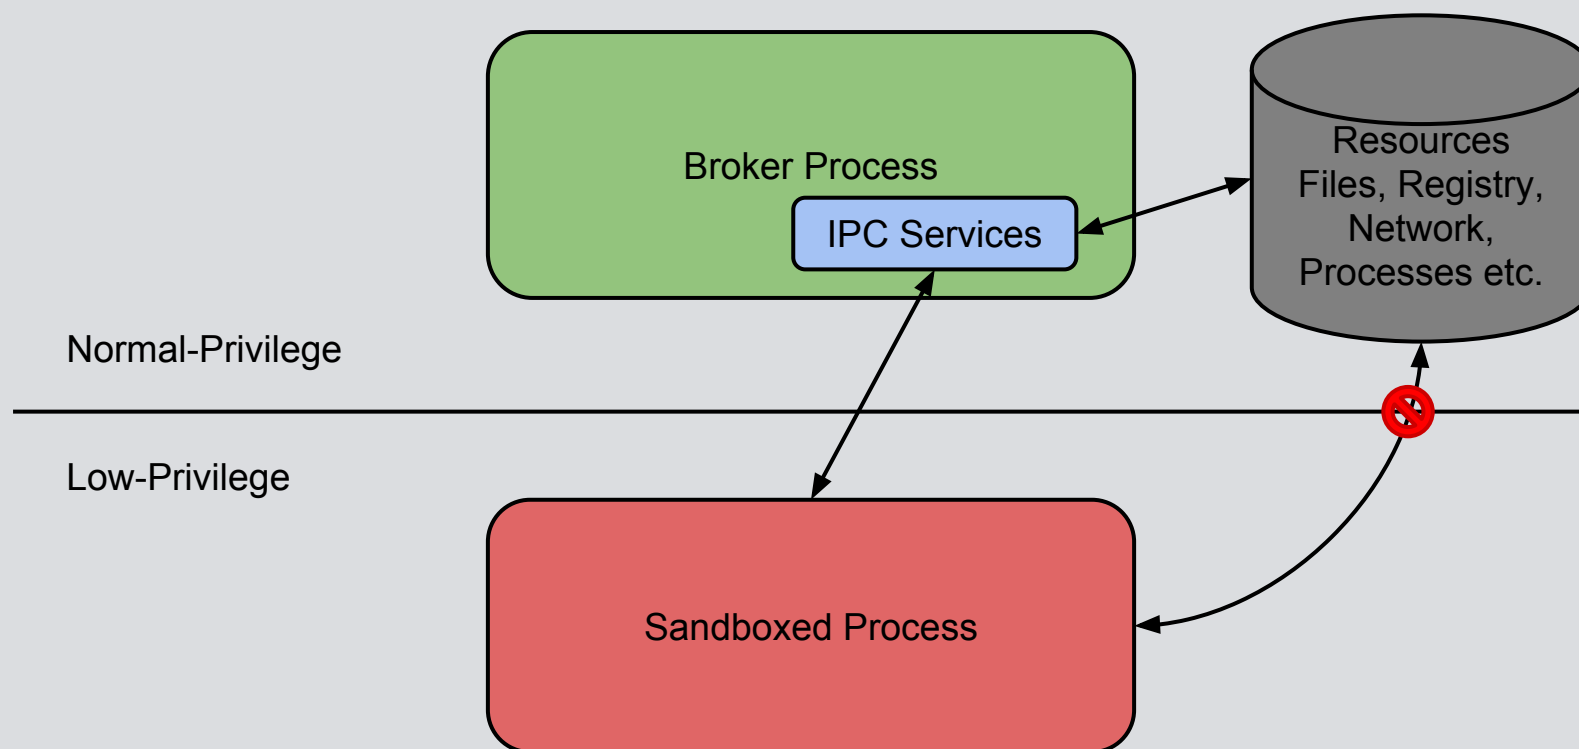 Broker Process
IPC Services
Resources
Files, Registry,
Network,
Processes etc.
Normal-Privilege
Low-Privilege
Sandboxed Process